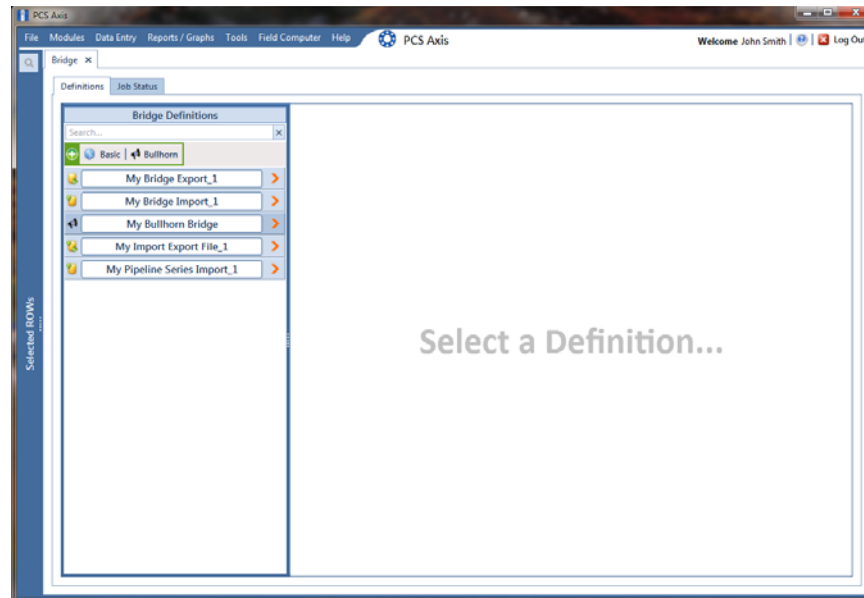 PCS Axis
File Modules Data Entry Reports / Graphs Tools Field Computer Help PCS Axis Welcome John Smith | | Log Out
Bridge
Definitions Job Status
Bridge Definitions
Search...
Basic | Bullhorn
My Bridge Export_1
My Bridge Import_1
My Bullhorn Bridge
My Import Export File_1
My Pipeline Series Import_1
Selected ROWs
Select a Definition...